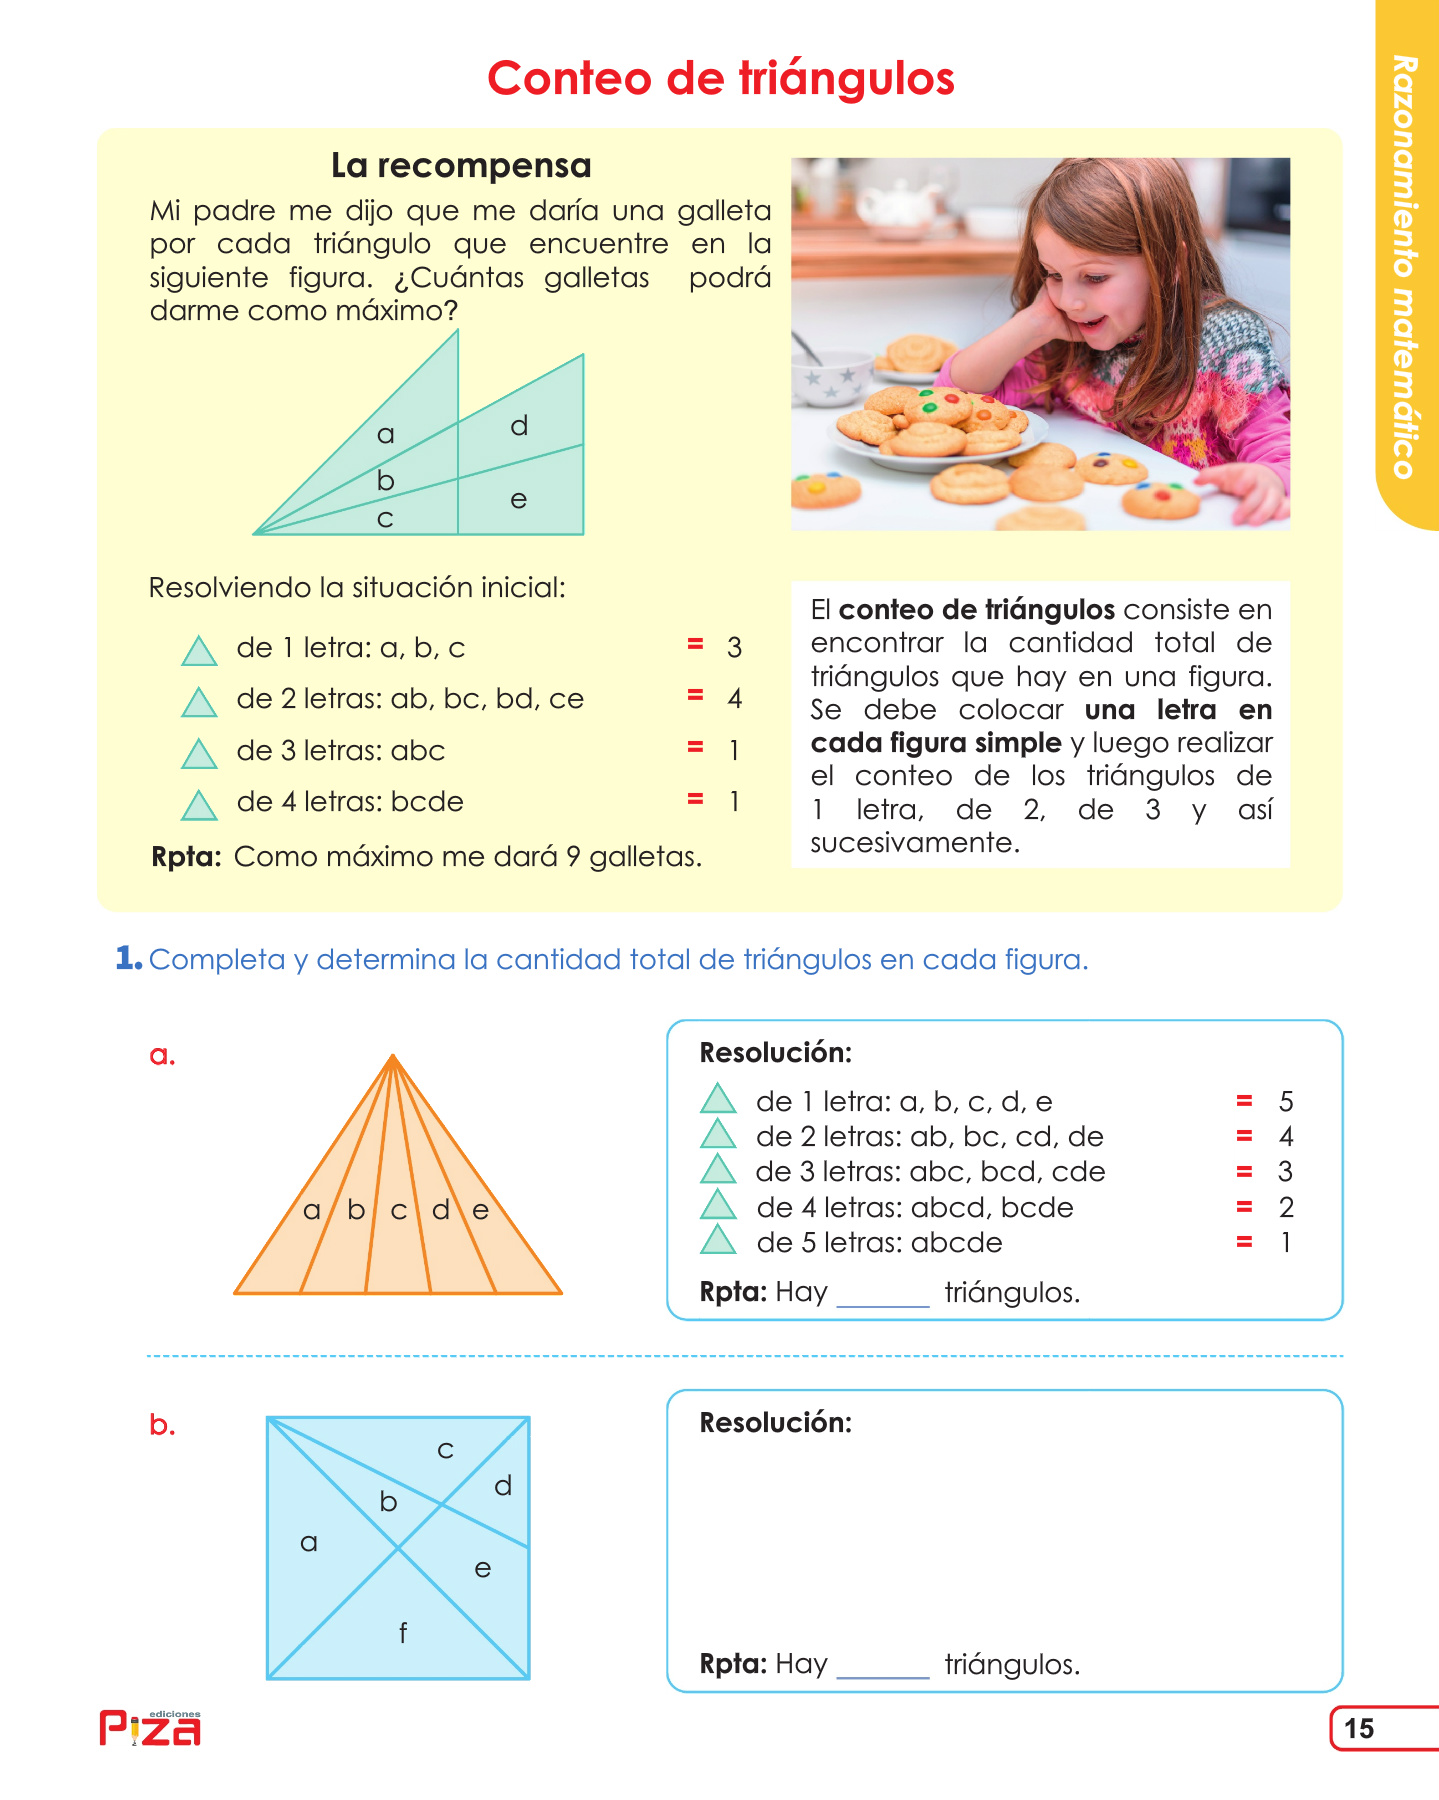 Conteo de triángulos
Razonamiento matemático
La recompensa
Mi padre me dijo que me daría una galleta
por cada triángulo que encuentre en la
siguiente figura. ¿Cuántas galletas podrá
darme como máximo?
a
d
b
e
c
Resolviendo la situación inicial:
de 1 letra: a, b, c = 3
de 2 letras: ab, bc, bd, ce = 4
de 3 letras: abc = 1
de 4 letras: bcde = 1
Rpta: Como máximo me dará 9 galletas.
El conteo de triángulos consiste en
encontrar la cantidad total de
triángulos que hay en una figura.
Se debe colocar una letra en
cada figura simple y luego realizar
el conteo de los triángulos de
1 letra, de 2, de 3 y así
sucesivamente.
1. Completa y determina la cantidad total de triángulos en cada figura.
a.
a b c d e
Resolución:
de 1 letra: a, b, c, d, e = 5
de 2 letras: ab, bc, cd, de = 4
de 3 letras: abc, bcd, cde = 3
de 4 letras: abcd, bcde = 2
de 5 letras: abcde = 1
Rpta: Hay ______ triángulos.
b.
c
d
b
a
e
f
Resolución:
Rpta: Hay ______ triángulos.
ediciones
Piza
15